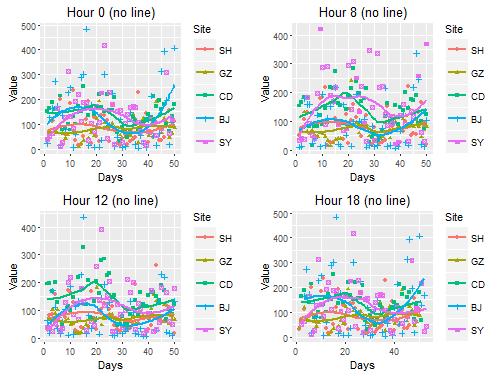 Hour 0 (no line)
Value
500
400
300
200
100
0
0 10 20 30 40 50
Days
Site
SH
GZ
CD
BJ
SY
Hour 8 (no line)
Value
400
300
200
100
0
0 10 20 30 40 50
Days
Site
SH
GZ
CD
BJ
SY
Hour 12 (no line)
Value
400
300
200
100
0
0 10 20 30 40 50
Days
Site
SH
GZ
CD
BJ
SY
Hour 18 (no line)
Value
500
400
300
200
100
0
0 20 40
Days
Site
SH
GZ
CD
BJ
SY